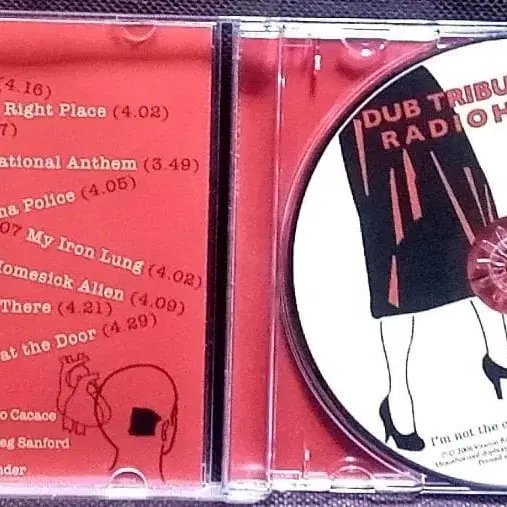 (4.16)
Right Place (4.02)
7)
ational Anthem (3.49)
ma Police (4.05)
07 My Iron Lung (4.02)
Homesick Alien (4.09)
There (4.21)
at the Door (4.29)
o Cacace
eg Sanford
nder
DUB TRIBU
RADIOH
I'm not the